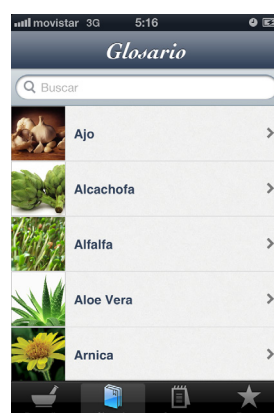 movistar 3G 5:16
Glosario
Buscar
Ajo
Alcachofa
Alfalfa
Aloe Vera
Arnica